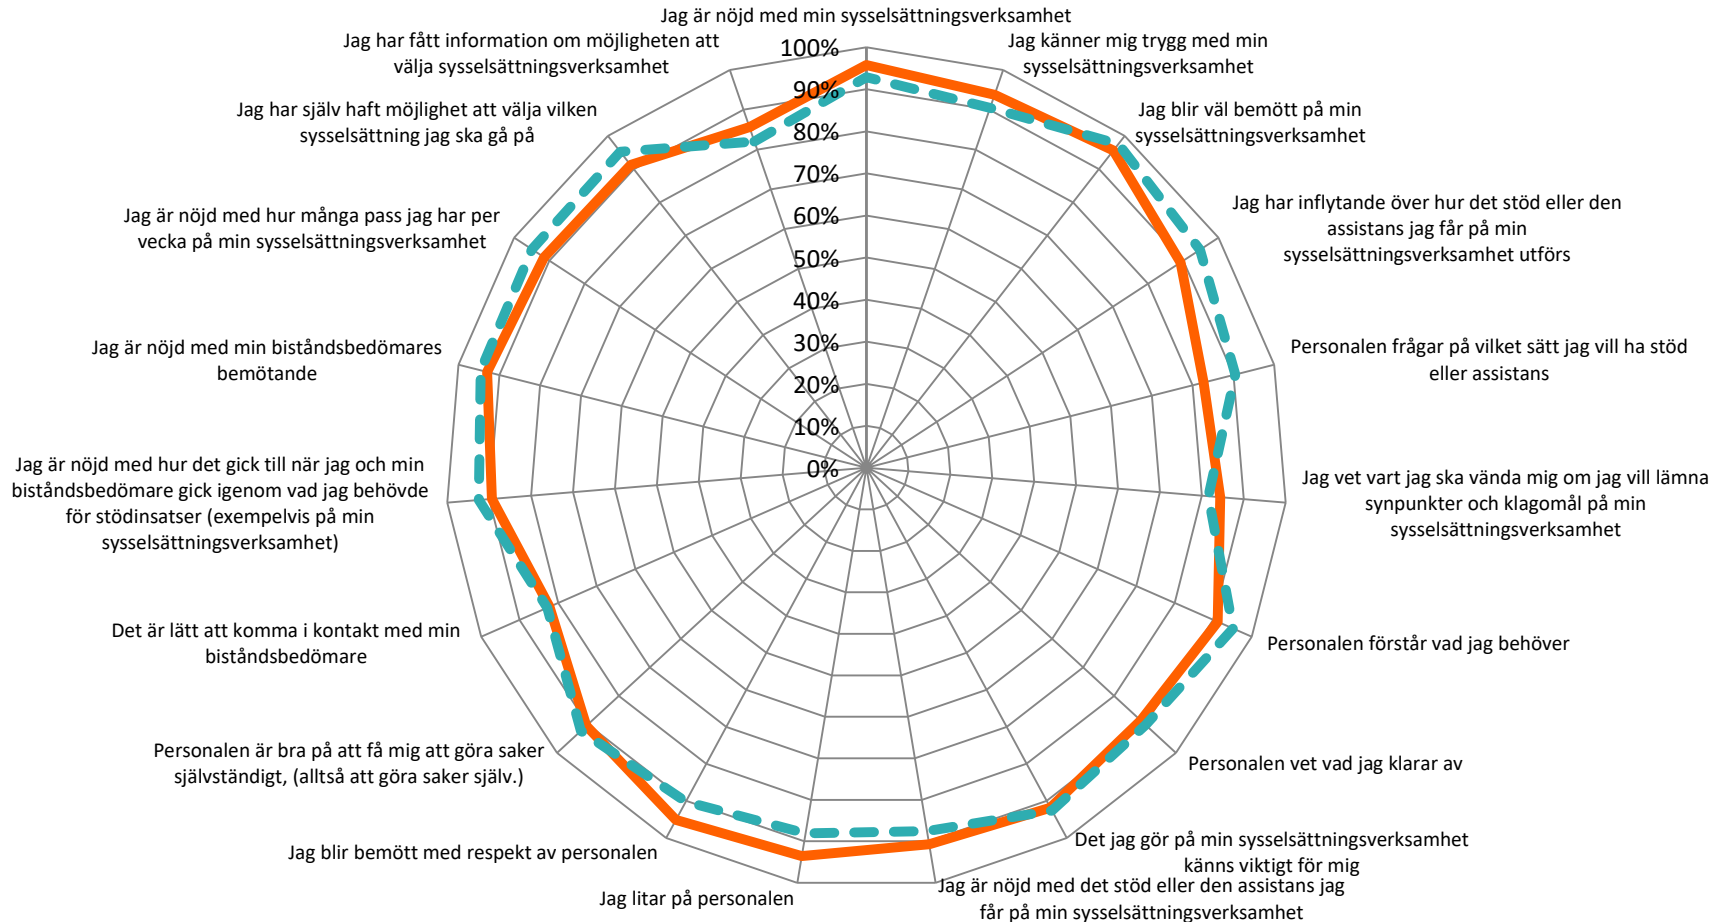 Jag är nöjd med min sysselsättningsverksamhet
Jag känner mig trygg med min
sysselsättningsverksamhet
Jag blir väl bemött på min
sysselsättningsverksamhet
Jag har inflytande över hur det stöd eller den
assistans jag får på min
sysselsättningsverksamhet utförs
Personalen frågar på vilket sätt jag vill ha stöd
eller assistans
Jag vet vart jag ska vända mig om jag vill lämna
synpunkter och klagomål på min
sysselsättningsverksamhet
Personalen förstår vad jag behöver
Personalen vet vad jag klarar av
Det jag gör på min sysselsättningsverksamhet
känns viktigt för mig
Jag är nöjd med det stöd eller den assistans jag
får på min sysselsättningsverksamhet
Jag litar på personalen
Jag blir bemött med respekt av personalen
Personalen är bra på att få mig att göra saker
självständigt, (alltså att göra saker själv.)
Det är lätt att komma i kontakt med min
biståndsbedömare
Jag är nöjd med hur det gick till när jag och min
biståndsbedömare gick igenom vad jag behövde
för stödinsatser (exempelvis på min
sysselsättningsverksamhet)
Jag är nöjd med min biståndsbedömares
bemötande
Jag är nöjd med hur många pass jag har per
vecka på min sysselsättningsverksamhet
Jag har själv haft möjlighet att välja vilken
sysselsättning jag ska gå på
Jag har fått information om möjligheten att
välja sysselsättningsverksamhet
100%
90%
80%
70%
60%
50%
40%
30%
20%
10%
0%